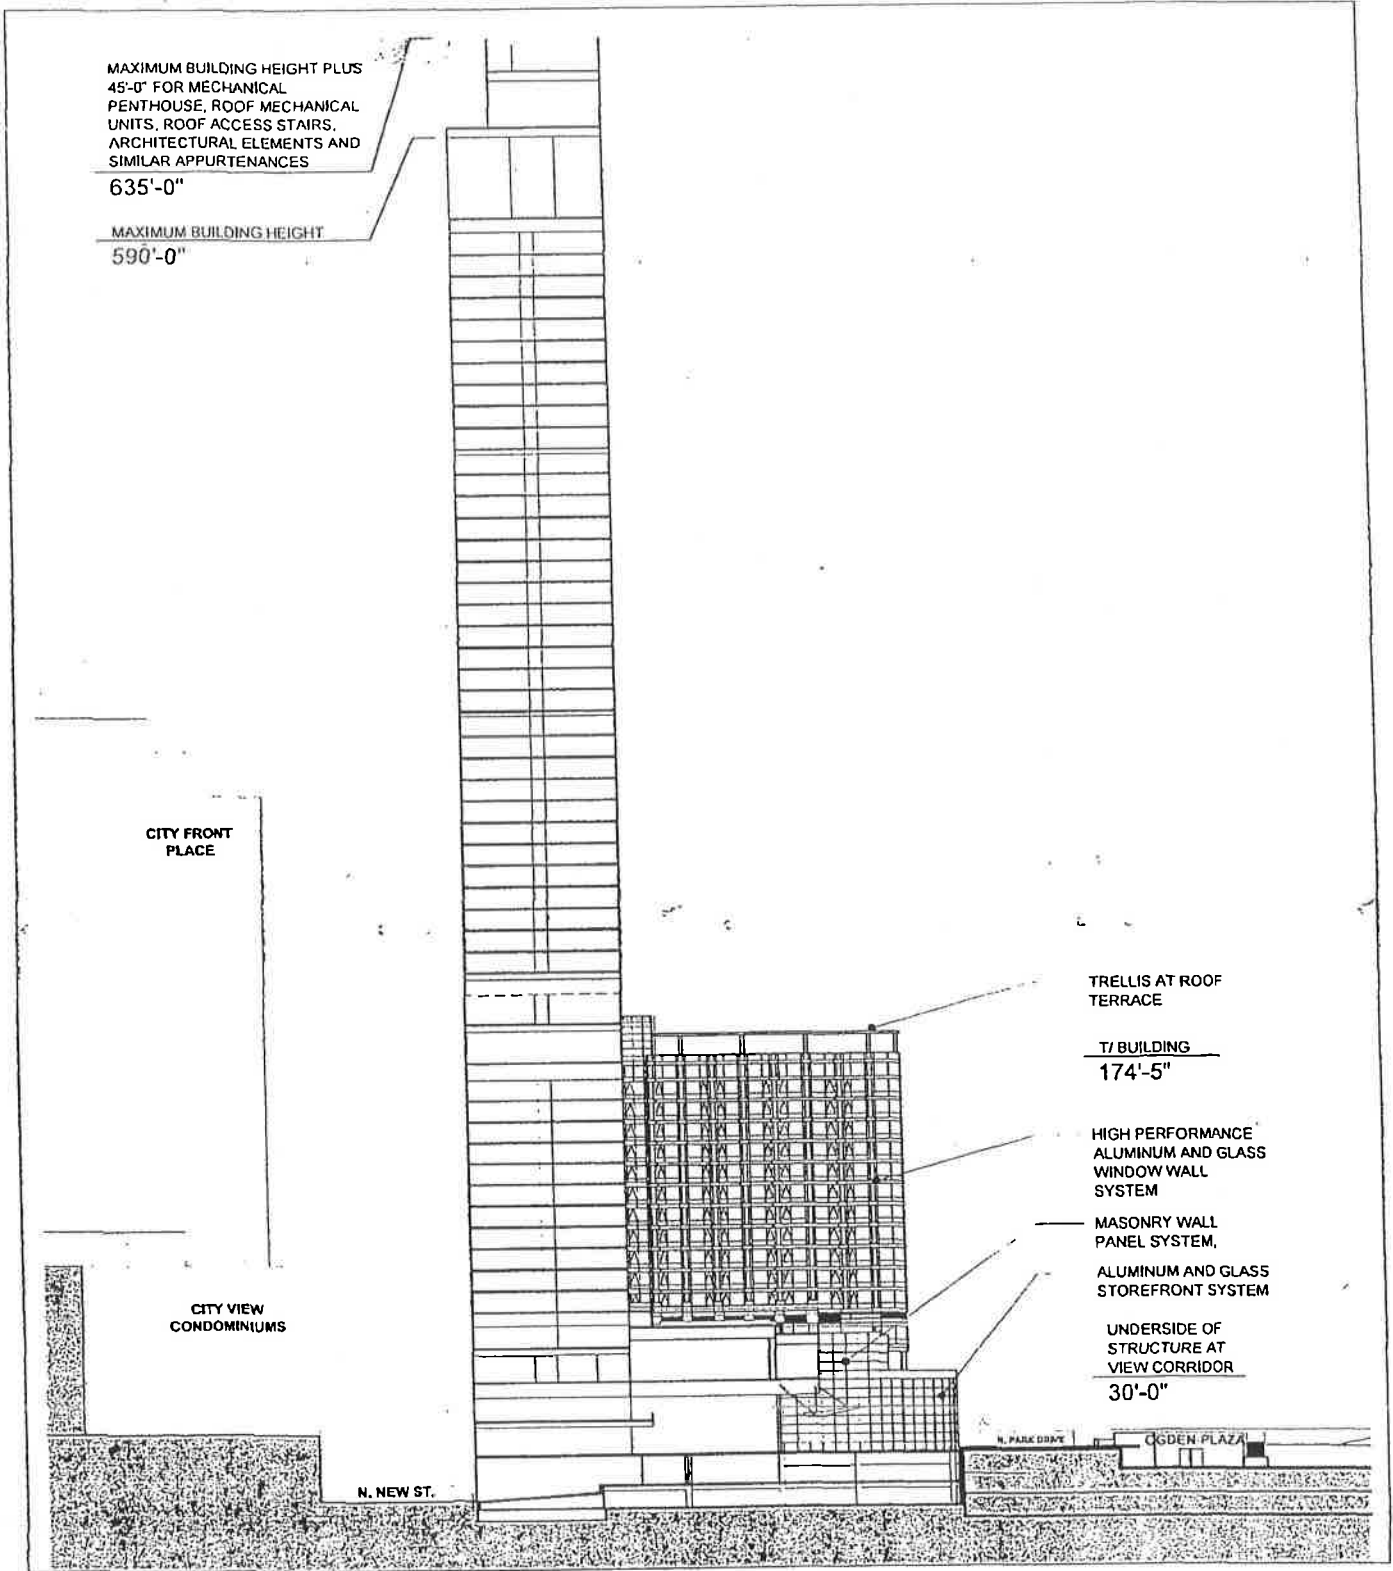 MAXIMUM BUILDING HEIGHT PLUS
45'-0" FOR MECHANICAL
PENTHOUSE, ROOF MECHANICAL
UNITS, ROOF ACCESS STAIRS,
ARCHITECTURAL ELEMENTS AND
SIMILAR APPURTENANCES
635'-0"
MAXIMUM BUILDING HEIGHT
590'-0"
CITY FRONT
PLACE
TRELLIS AT ROOF
TERRACE
T/ BUILDING
174'-5"
HIGH PERFORMANCE
ALUMINUM AND GLASS
WINDOW WALL
SYSTEM
MASONRY WALL
PANEL SYSTEM,
ALUMINUM AND GLASS
STOREFRONT SYSTEM
CITY VIEW
CONDOMINIUMS
UNDERSIDE OF
STRUCTURE AT
VIEW CORRIDOR
30'-0"
N. PARK DRIVE
OGDEN PLAZA
N. NEW ST.